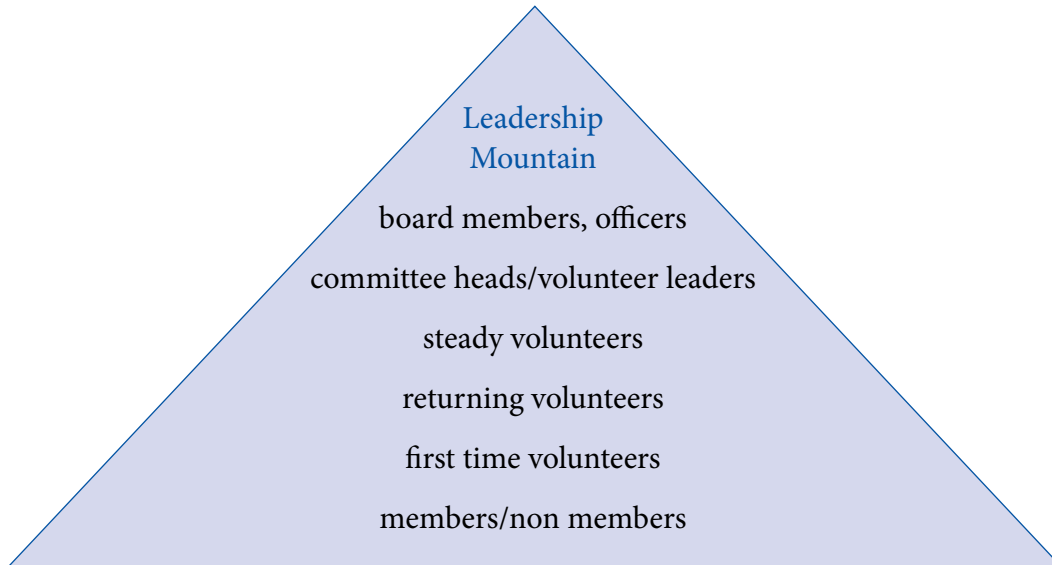 Leadership
Mountain
board members, officers
committee heads/volunteer leaders
steady volunteers
returning volunteers
first time volunteers
members/non members